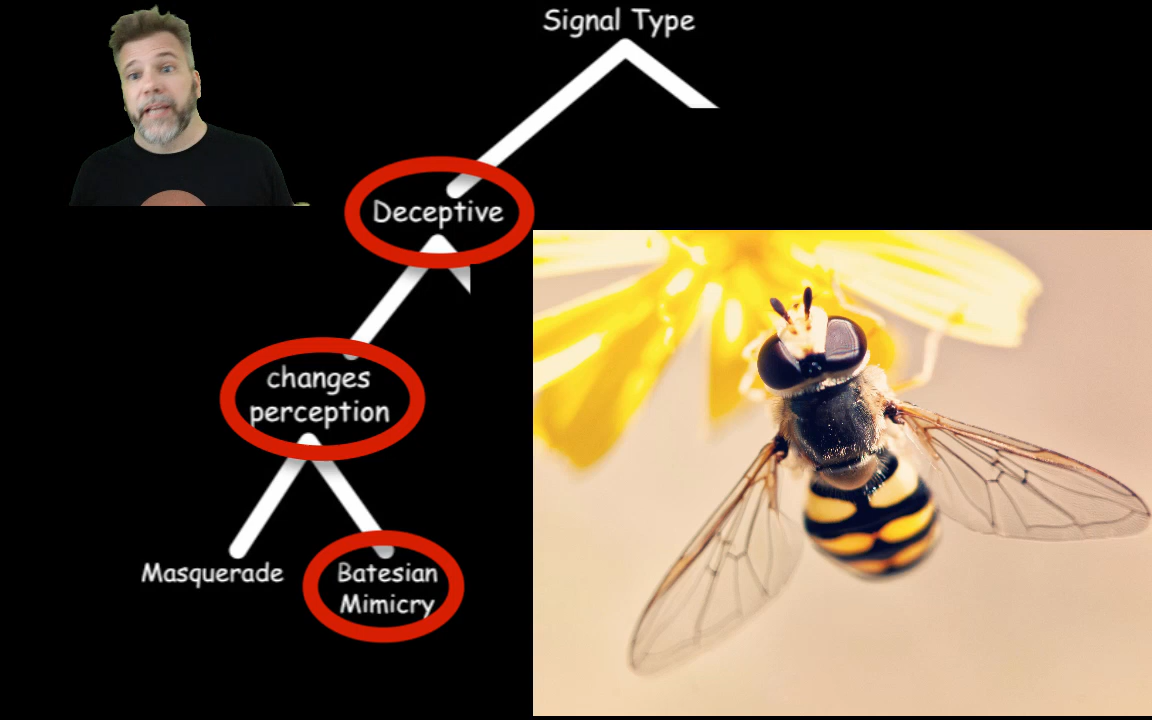 Signal Type
Deceptive
changes
perception
Masquerade
Batesian
Mimicry